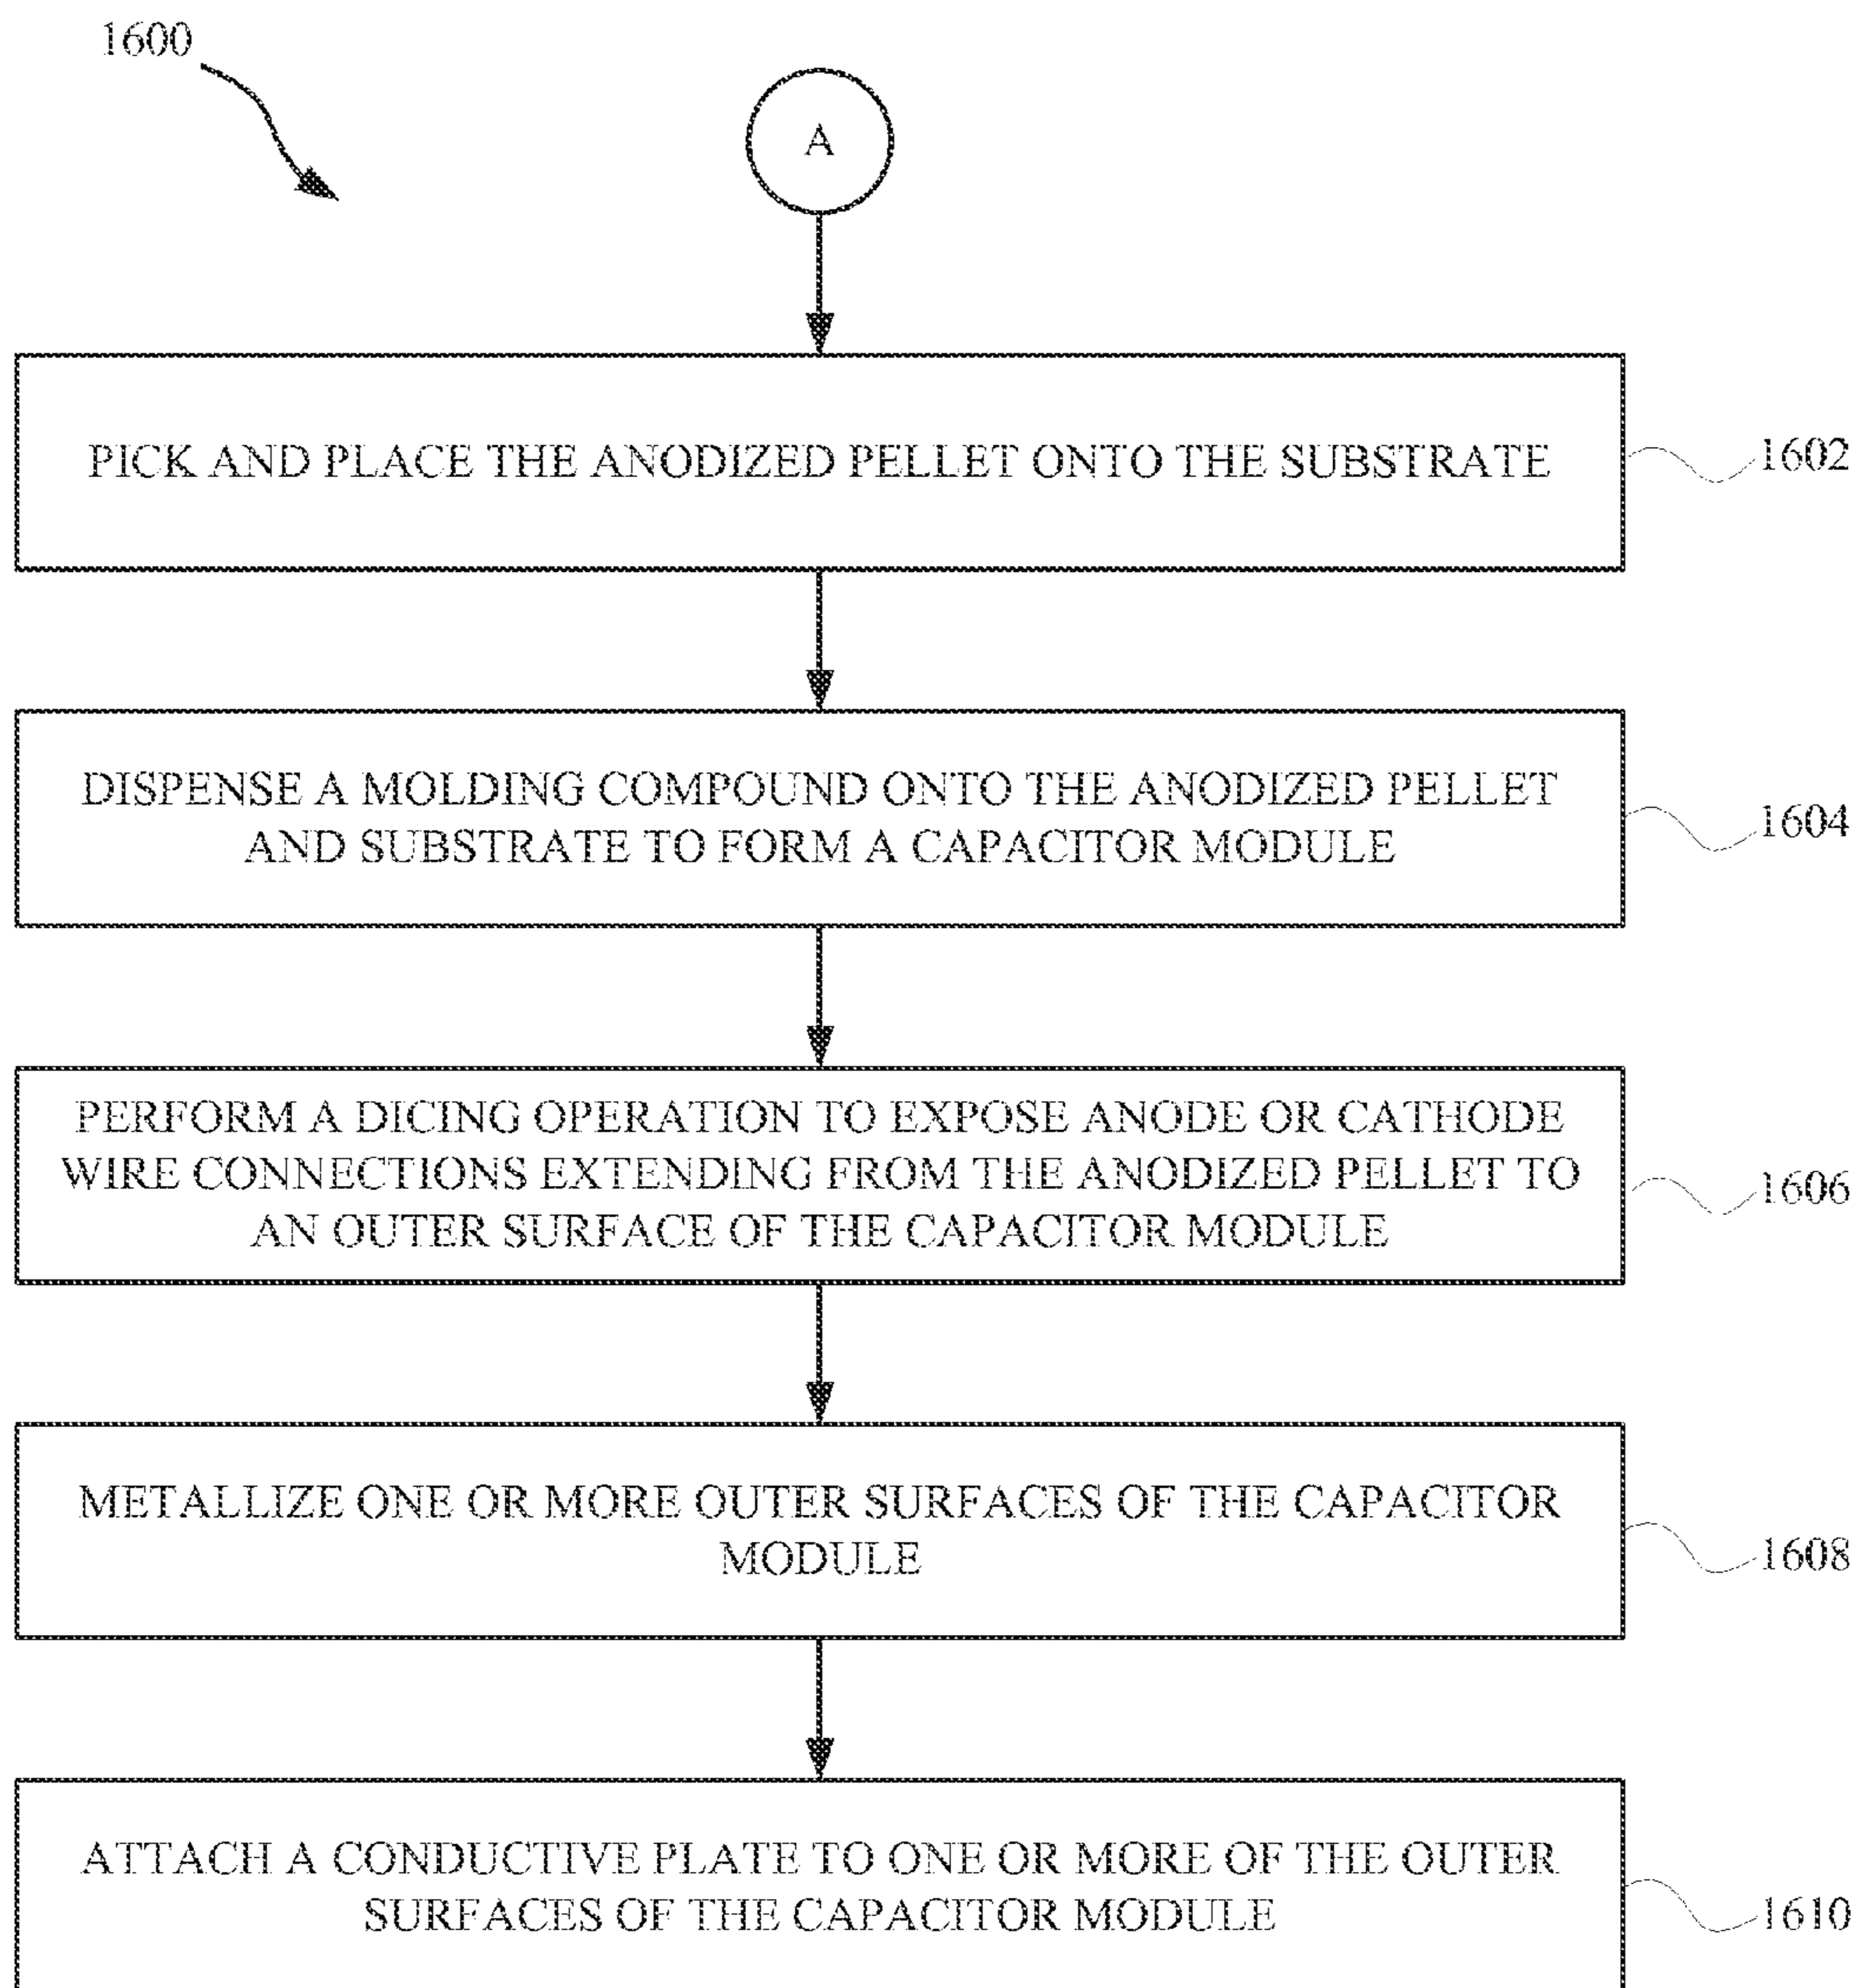 1600
A
PICK AND PLACE THE ANODIZED PELLET ONTO THE SUBSTRATE
1602
DISPENSE A MOLDING COMPOUND ONTO THE ANODIZED PELLET
AND SUBSTRATE TO FORM A CAPACITOR MODULE
1604
PERFORM A DICING OPERATION TO EXPOSE ANODE OR CATHODE
WIRE CONNECTIONS EXTENDING FROM THE ANODIZED PELLET TO
AN OUTER SURFACE OF THE CAPACITOR MODULE
1606
METALLIZE ONE OR MORE OUTER SURFACES OF THE CAPACITOR
MODULE
1608
ATTACH A CONDUCTIVE PLATE TO ONE OR MORE OF THE OUTER
SURFACES OF THE CAPACITOR MODULE
1610